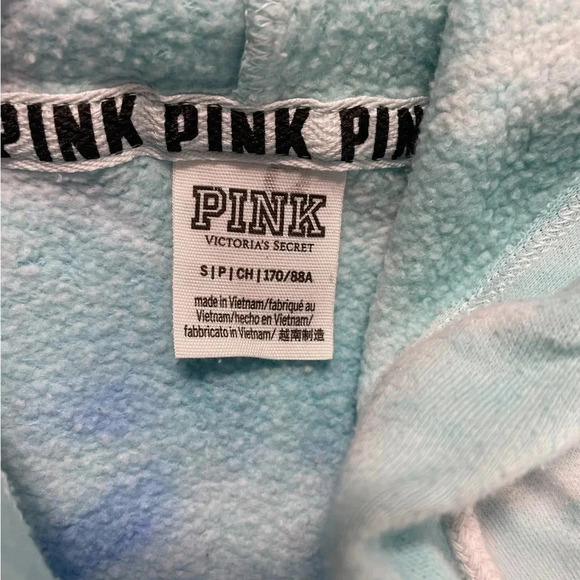 PINK PINK PIN
PINK
VICTORIA'S SECRET
S|P|CH|170/88A
made in Vietnam/fabriqué au
Vietnam/hecho en Vietnam/
fabbricato in Vietnam/越南制造